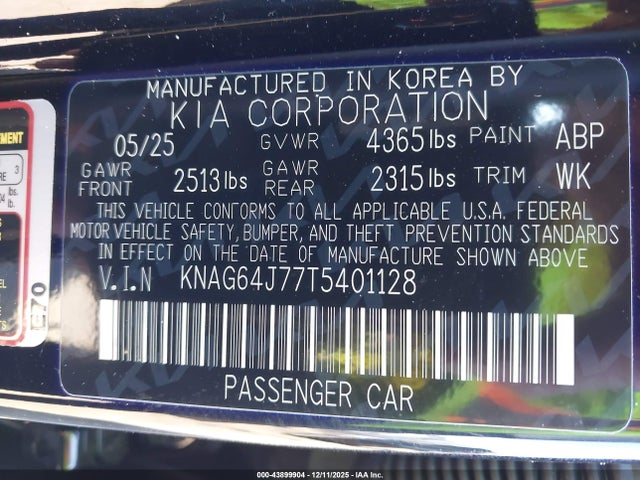 MANUFACTURED IN KOREA BY
KIA CORPORATION
05/25 GVWR 4365 lbs PAINT ABP
GAWR FRONT 2513 lbs GAWR REAR 2315 lbs TRIM WK
THIS VEHICLE CONFORMS TO ALL APPLICABLE U.S.A. FEDERAL
MOTOR VEHICLE SAFETY, BUMPER, AND THEFT PREVENTION STANDARDS
IN EFFECT ON THE DATE OF MANUFACTURE SHOWN ABOVE
V.I.N KNAG64J77T5401128
PASSENGER CAR
3
lbs.
000-43899904 - 12/11/2025 - IAA Inc.